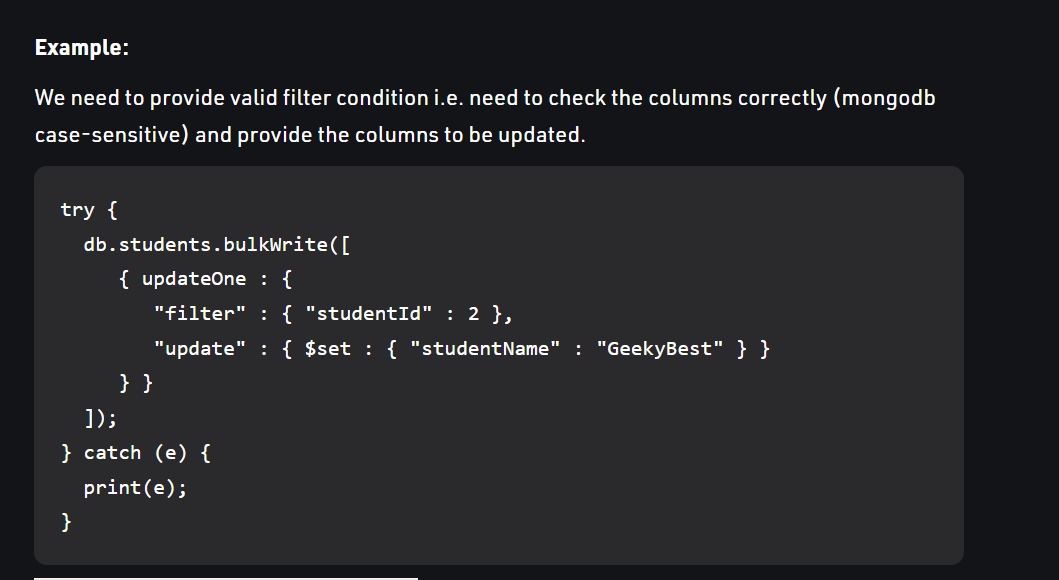 Example:
We need to provide valid filter condition i.e. need to check the columns correctly (mongodb
case-sensitive) and provide the columns to be updated.
try {
  db.students.bulkWrite([
     { updateOne : {
        "filter" : { "studentId" : 2 },
        "update" : { $set : { "studentName" : "GeekyBest" } }
     } }
  ]);
} catch (e) {
  print(e);
}